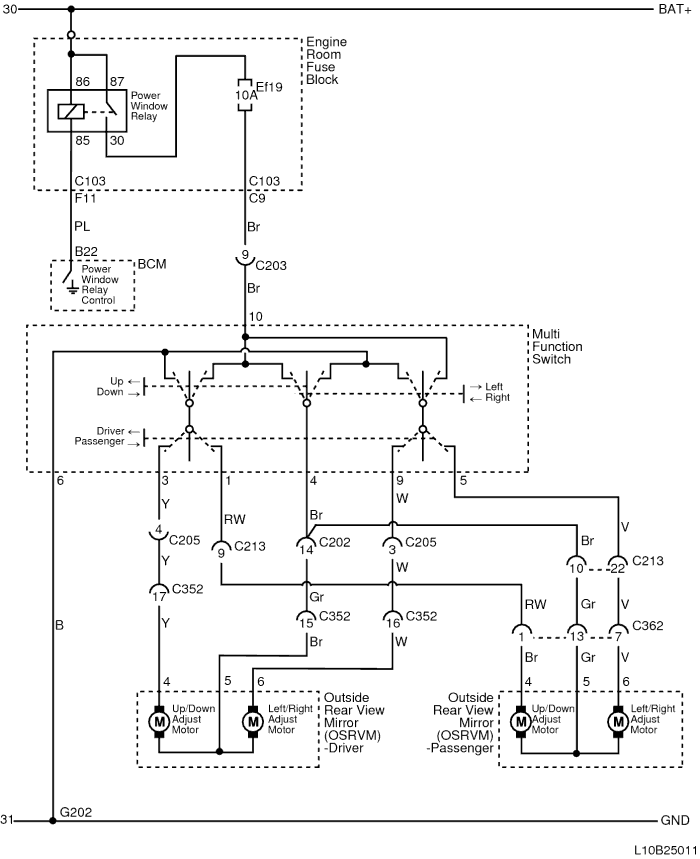 30
BAT+
Engine
Room
Fuse
Block
86
87
Power
Window
Relay
Ef19
10A
85
30
C103
C103
F11
C9
PL
Br
B22
9
C203
BCM
Power
Window
Relay
Control
Br
10
Multi
Function
Switch
Up ←
Down →
→ Left
← Right
Driver ←
Passenger →
6
3
1
4
9
5
Y
RW
Br
W
V
4
C205
C213
9
14
C202
3
C205
Br
10
22
C213
Y
W
17
C352
Gr
RW
Gr
V
15
C352
16
C352
1
13
7
C362
B
Y
Br
W
Br
Gr
V
4
5
6
4
5
6
Up/Down
Adjust
Motor
M
Left/Right
Adjust
Motor
M
Outside
Rear View
Mirror
(OSRVM)
-Driver
Outside
Rear View
Mirror
(OSRVM)
-Passenger
Up/Down
Adjust
Motor
M
Left/Right
Adjust
Motor
M
G202
31
GND
L10B25011